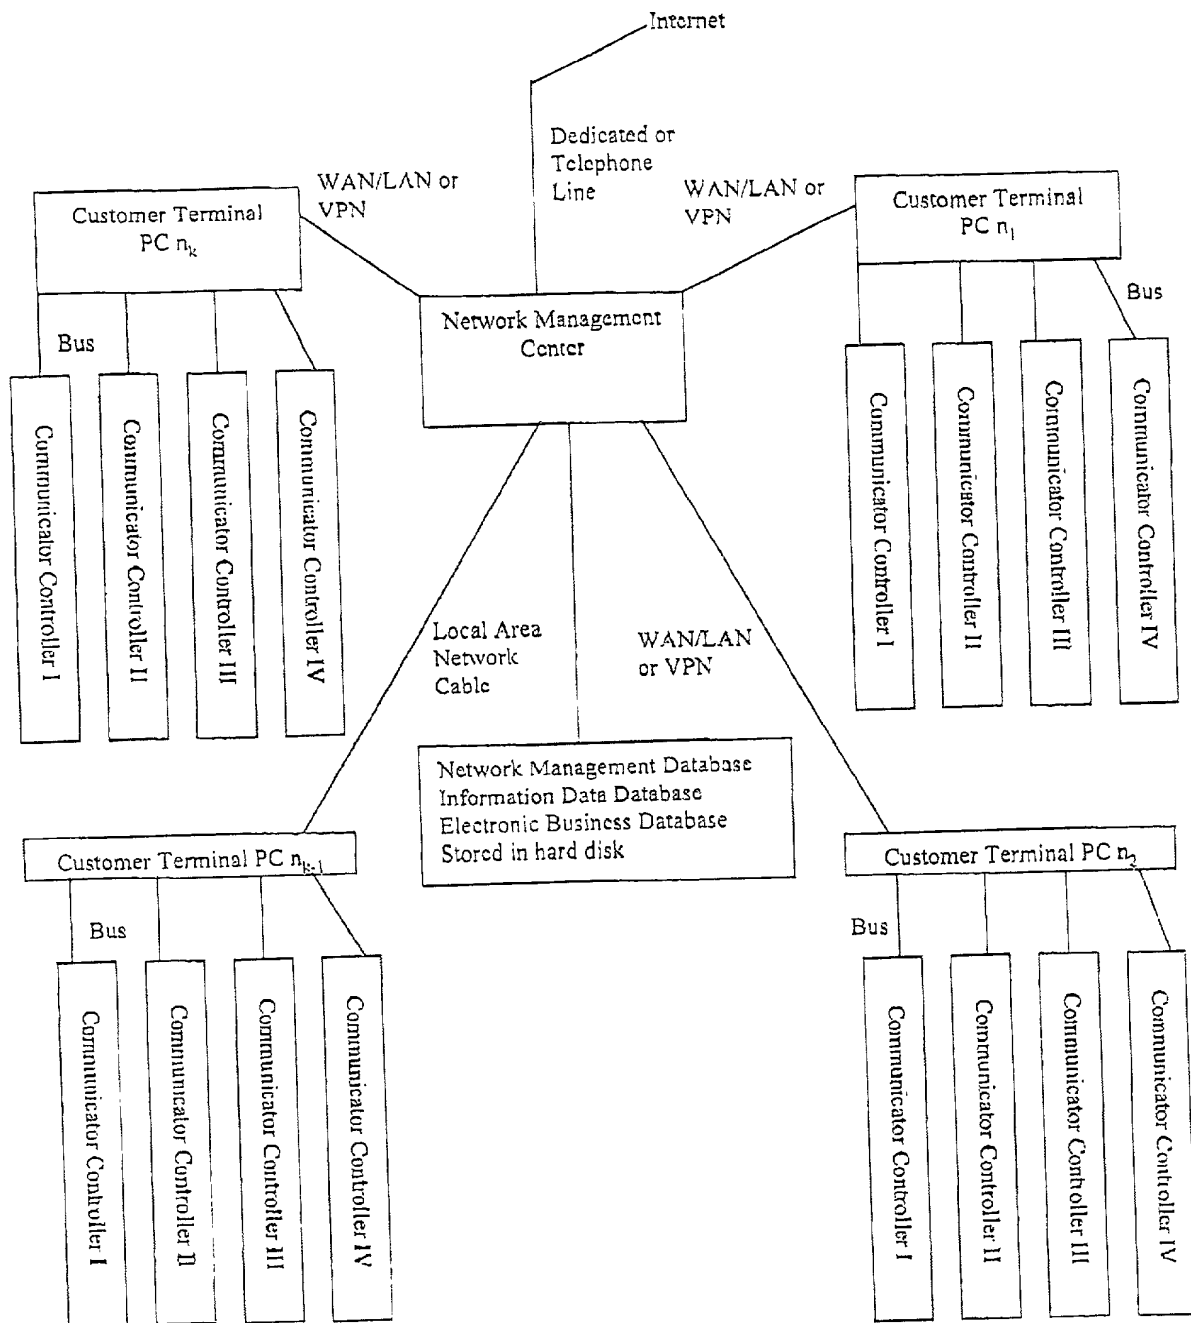 Internet
Dedicated or
Telephone
Line
WAN/LAN or
VPN
WAN/LAN or
VPN
Customer Terminal
PC nk
Customer Terminal
PC n1
Bus
Bus
Network Management
Center
Communicator Controller I
Communicator Controller II
Communicator Controller III
Communicator Controller IV
Communicator Controller I
Communicator Controller II
Communicator Controller III
Communicator Controller IV
Local Area
Network
Cable
WAN/LAN
or VPN
Network Management Database
Information Data Database
Electronic Business Database
Stored in hard disk
Customer Terminal PC nk-1
Customer Terminal PC n2
Bus
Bus
Communicator Controller I
Communicator Controller II
Communicator Controller III
Communicator Controller IV
Communicator Controller I
Communicator Controller II
Communicator Controller III
Communicator Controller IV